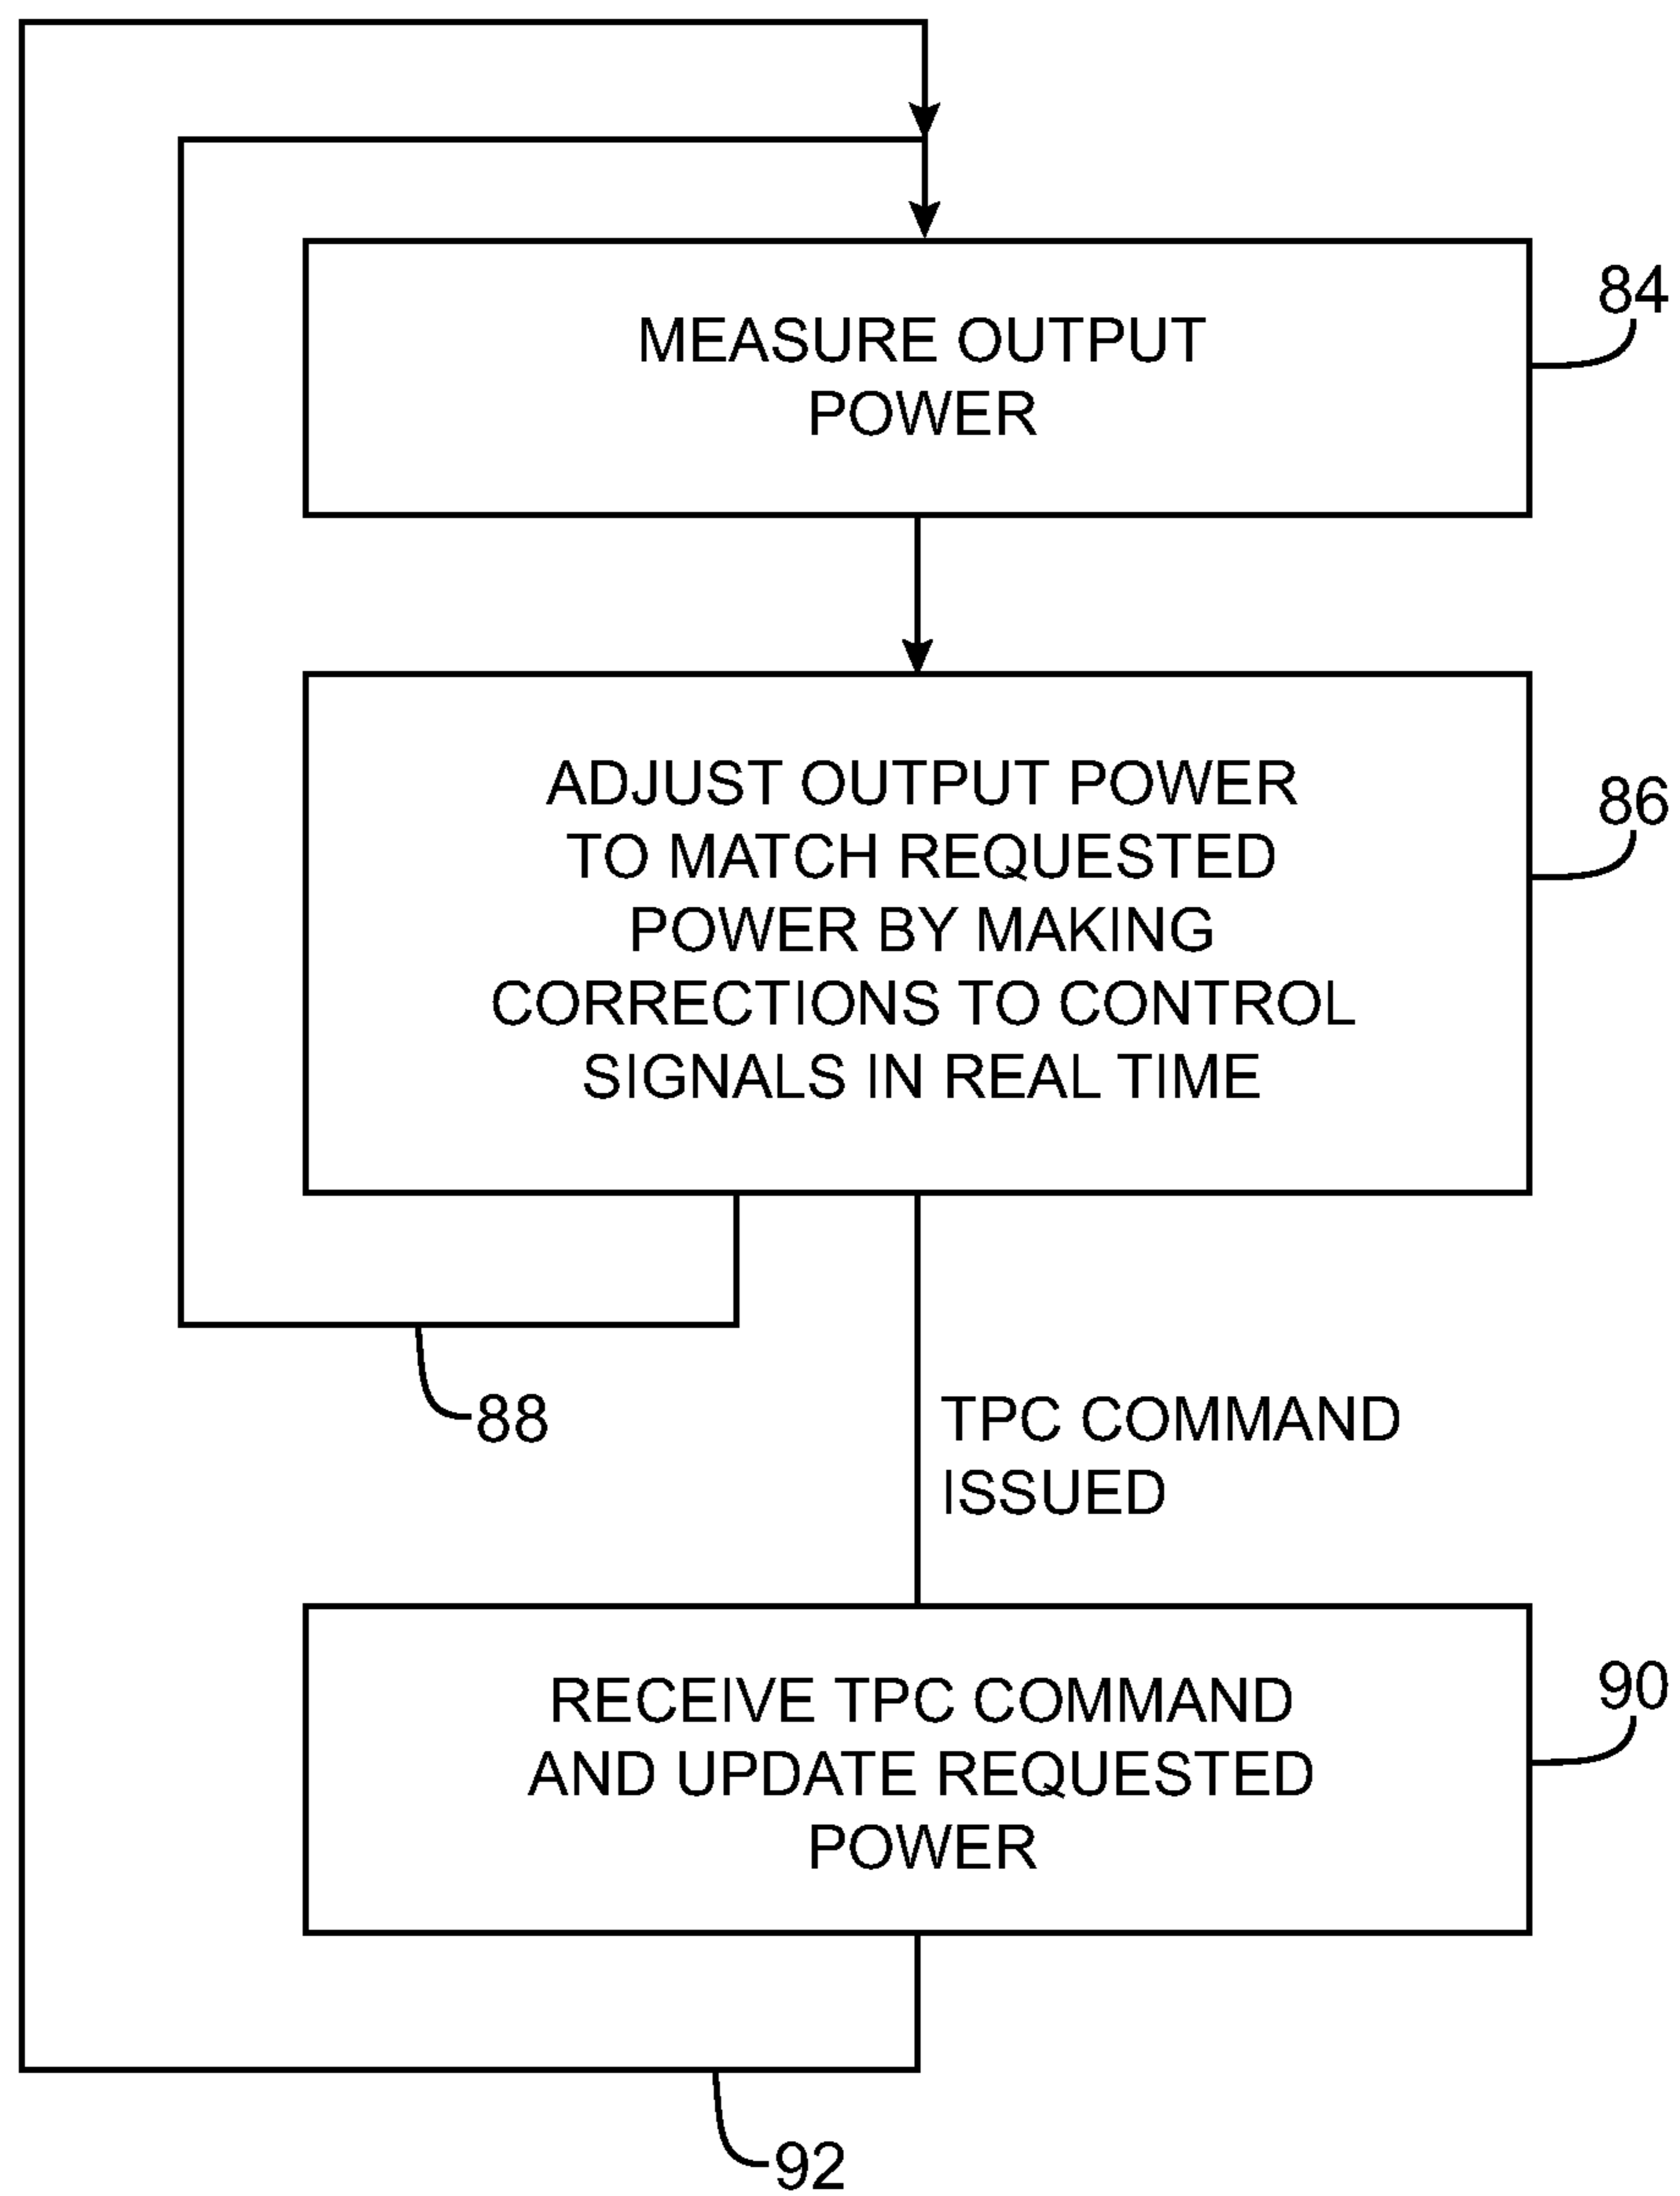 MEASURE OUTPUT
POWER
84
ADJUST OUTPUT POWER
TO MATCH REQUESTED
POWER BY MAKING
CORRECTIONS TO CONTROL
SIGNALS IN REAL TIME
86
88
TPC COMMAND
ISSUED
RECEIVE TPC COMMAND
AND UPDATE REQUESTED
POWER
90
92